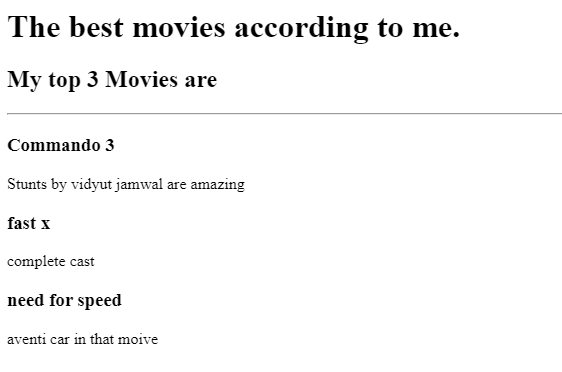 The best movies according to me.
My top 3 Movies are
Commando 3
Stunts by vidyut jamwal are amazing
fast x
complete cast
need for speed
aventi car in that moive